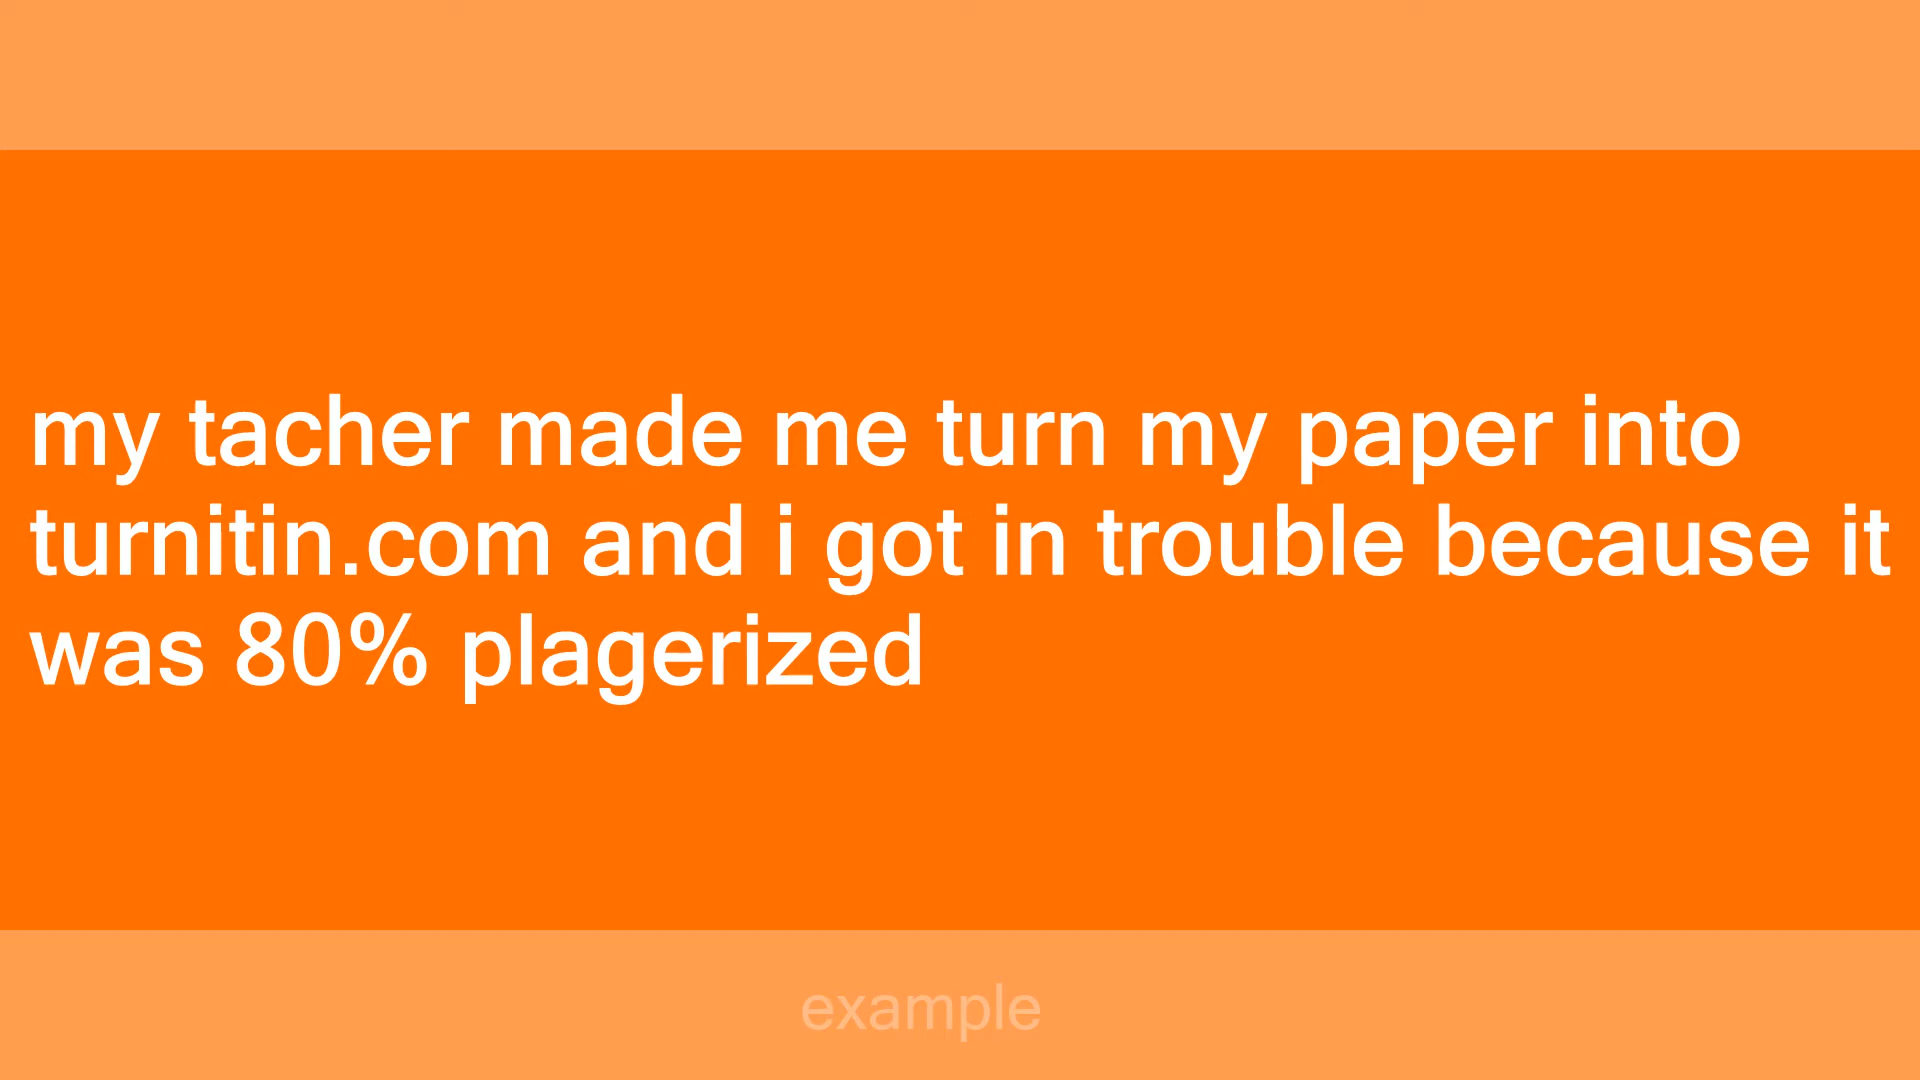 my tacher made me turn my paper into
turnitin.com and i got in trouble because it
was 80% plagerized
example